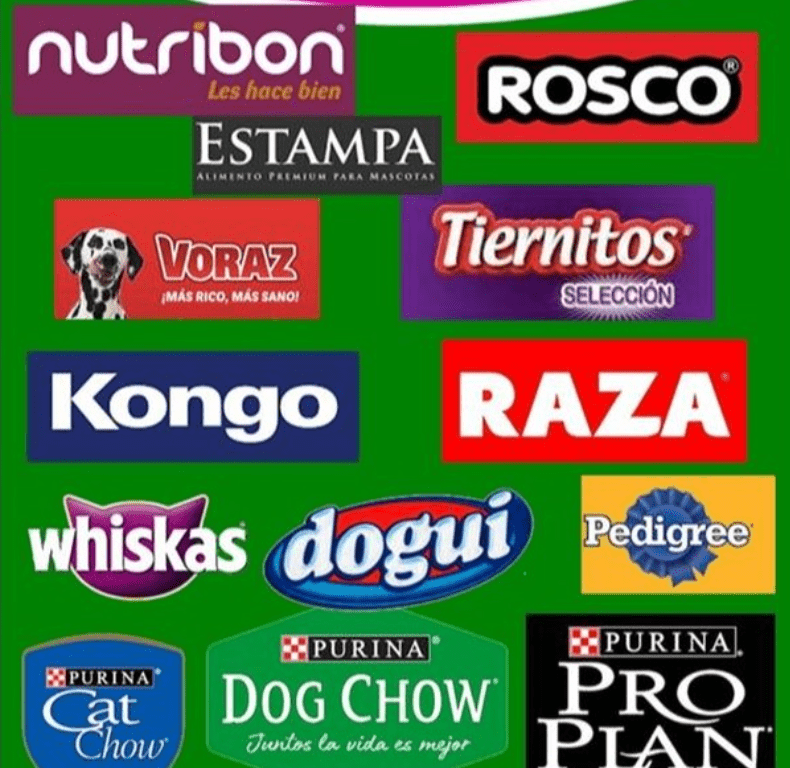 nutribon®
Les hace bien
ROSCO®
ESTAMPA
ALIMENTO PREMIUM PARA MASCOTAS
VORAZ
¡MÁS RICO, MÁS SANO!
Tiernitos®
SELECCIÓN
Kongo
RAZA®
whiskas
dogui
Pedigree
PURINA®
Cat
Chow®
PURINA®
DOG CHOW®
Juntos la vida es mejor
PURINA®
PRO
PLAN®